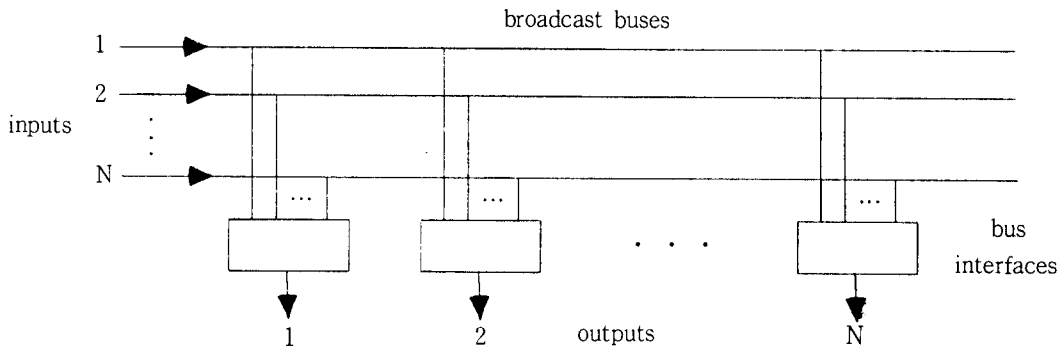 broadcast buses
1
2
inputs
N
...
...
...
bus
interfaces
1
2
outputs
N